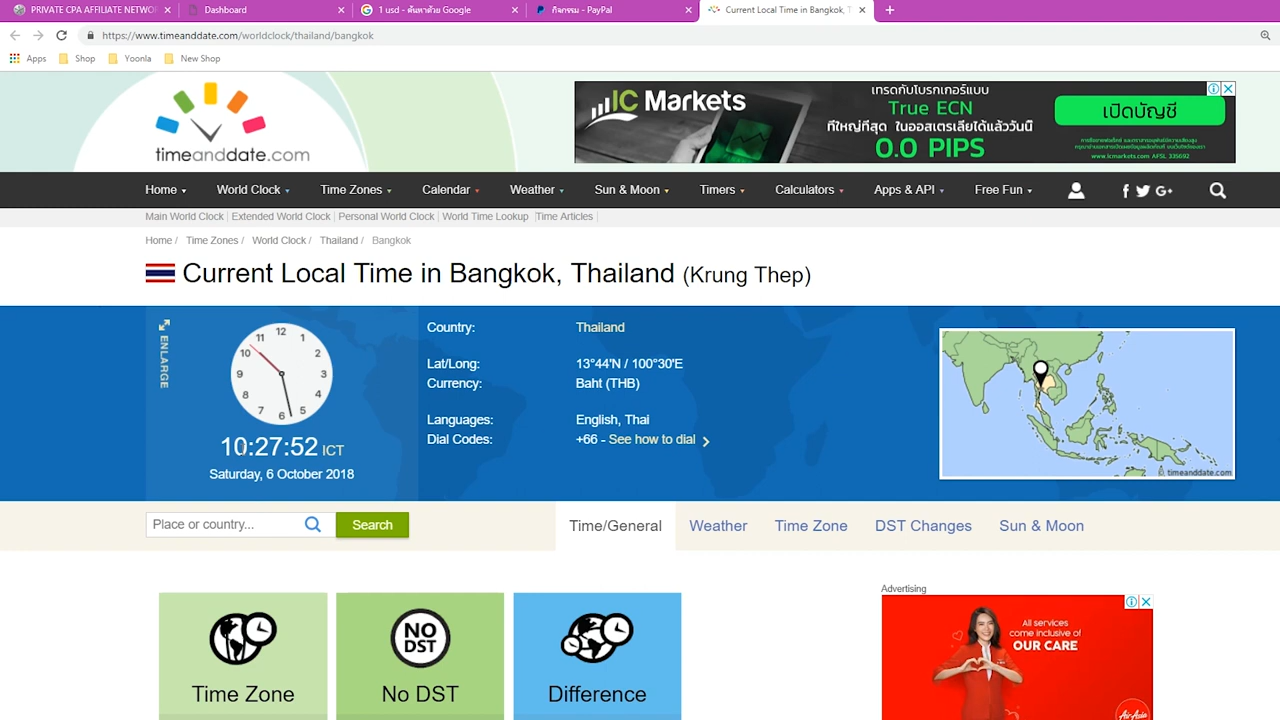 PRIVATE CPA AFFILIATE NETWO
Dashboard
1 usd - ค้นหาด้วย Google
กิจกรรม - PayPal
Current Local Time in Bangkok, T
https://www.timeanddate.com/worldclock/thailand/bangkok
Apps Shop Yoonla New Shop
timeanddate.com
IC Markets
เทรดกับโบรกเกอร์แบบ
True ECN
ที่ใหญ่ที่สุด ในออสเตรเลียได้แล้ววันนี้
0.0 PIPS
เปิดบัญชี
www.icmarkets.com AFSL 335692
Home World Clock Time Zones Calendar Weather Sun & Moon Timers Calculators Apps & API Free Fun
Main World Clock Extended World Clock Personal World Clock World Time Lookup Time Articles
Home / Time Zones / World Clock / Thailand / Bangkok
Current Local Time in Bangkok, Thailand (Krung Thep)
ENLARGE
12 1 2 3 4 5 6 7 8 9 10 11
10:27:52 ICT
Saturday, 6 October 2018
Country: Thailand
Lat/Long: 13°44'N / 100°30'E
Currency: Baht (THB)
Languages: English, Thai
Dial Codes: +66 - See how to dial
© timeanddate.com
Place or country... Search
Time/General Weather Time Zone DST Changes Sun & Moon
Advertising
NO
DST
Time Zone No DST Difference
All services
come inclusive of
OUR CARE
AirAsia